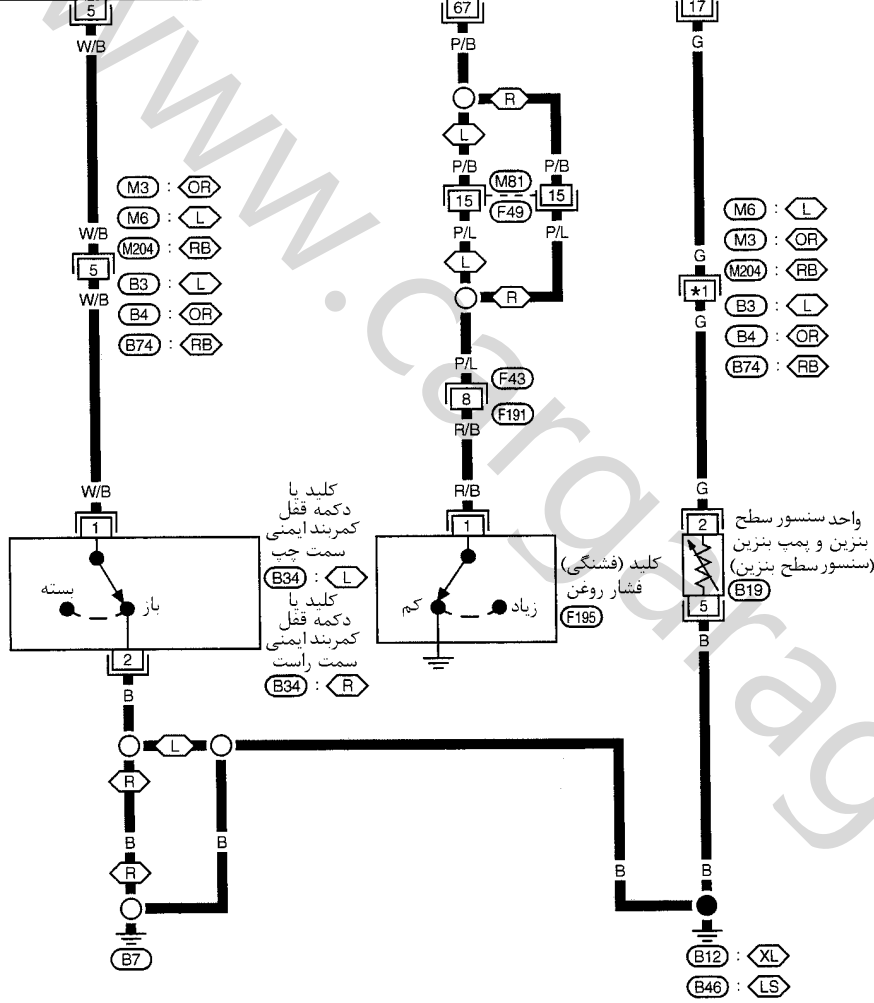 5
67
17
W/B
P/B
G
R
L
P/B
P/B
M3 : OR
M6 : L
M204 : RB
B3 : L
B4 : OR
B74 : RB
W/B
5
W/B
M81
15
15
F49
P/L
P/L
L
R
P/L
F43
8
F191
R/B
M6 : L
M3 : OR
M204 : RB
B3 : L
B4 : OR
B74 : RB
G
*1
G
W/B
1
کلید یا
دکمه قفل
کمربند ایمنی
سمت چپ
B34 : L
کلید یا
دکمه قفل
کمربند ایمنی
سمت راست
B34 : R
بسته
باز
2
R/B
1
کلید (فشنگی)
فشار روغن
F195
کم
زیاد
G
2
واحد سنسور سطح
بنزین و پمپ بنزین
(سنسور سطح بنزین)
B19
5
B
B
L
R
B
B
R
B7
B
B
B12 : XL
B46 : LS
www.cargarag